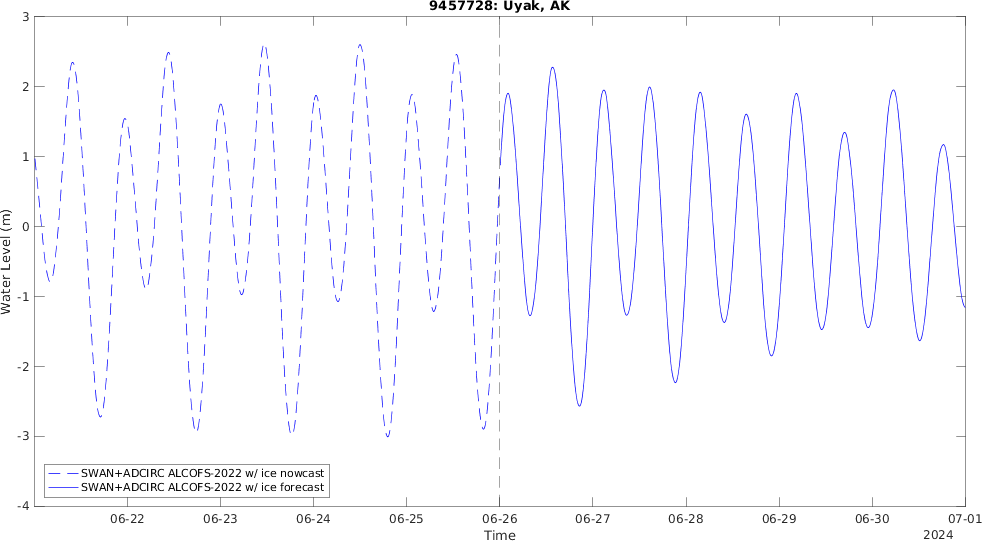 9457728: Uyak, AK
3
2
1
0
-1
-2
-3
-4
Water Level (m)
SWAN+ADCIRC ALCOFS-2022 w/ ice nowcast
SWAN+ADCIRC ALCOFS-2022 w/ ice forecast
06-22 06-23 06-24 06-25 06-26 06-27 06-28 06-29 06-30 07-01
Time
2024